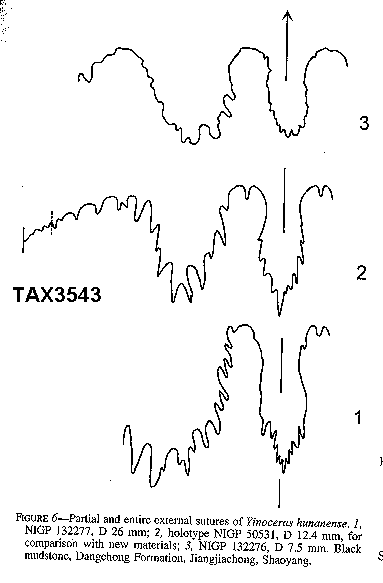 3
2
TAX3543
1
FIGURE 6—Partial and entire external sutures of Yinoceras hunanense, 1,
NIGP 132277, D 26 mm; 2, holotype NIGP 50531, D 12.4 mm, for
comparison with new materials; 3, NIGP 132276, D 7.5 mm. Black
mudstone, Dangchong Formation, Jiangjiachong, Shaoyang.